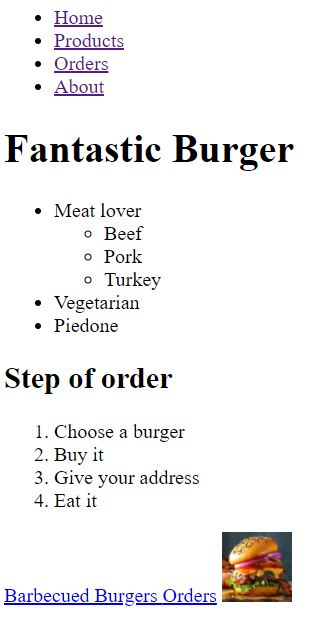 Home
Products
Orders
About
Fantastic Burger
Meat lover
Beef
Pork
Turkey
Vegetarian
Piedone
Step of order
1. Choose a burger
2. Buy it
3. Give your address
4. Eat it
Barbecued Burgers Orders